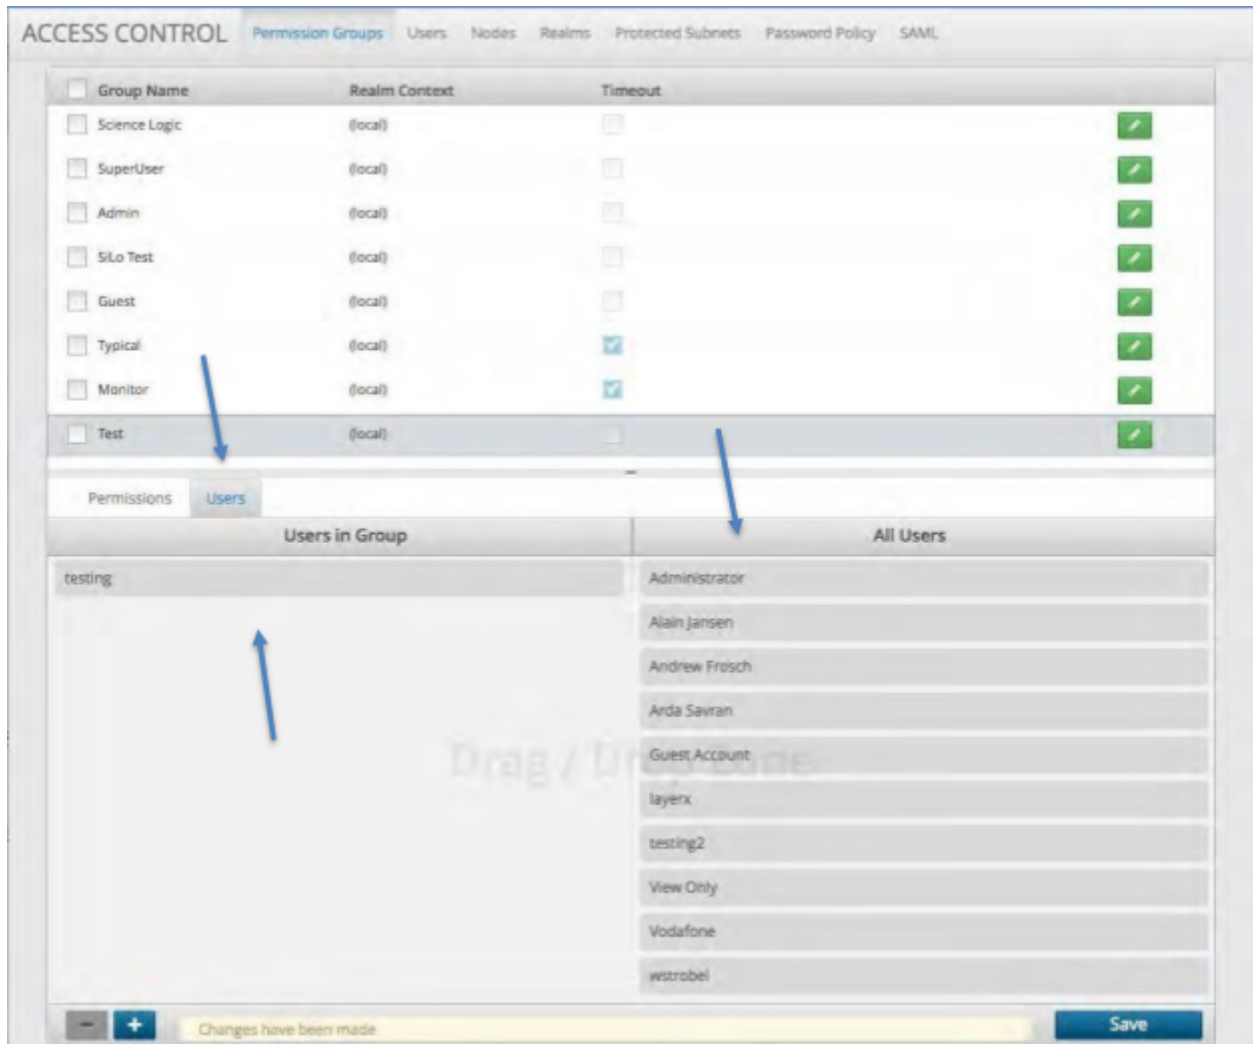 ACCESS CONTROL Permission Groups Users Nodes Realms Protected Subnets Password Policy SAML
Group Name Realm Context Timeout
Science Logic (local)
SuperUser (local)
Admin (local)
SiLo Test (local)
Guest (local)
Typical (local)
Monitor (local)
Test (local)
Permissions Users
Users in Group All Users
testing Administrator
Alain Jansen
Andrew Frosch
Arda Savran
Drag / Drop Zone
Guest Account
layerx
testing2
View Only
Vodafone
wstrobel
Changes have been made Save